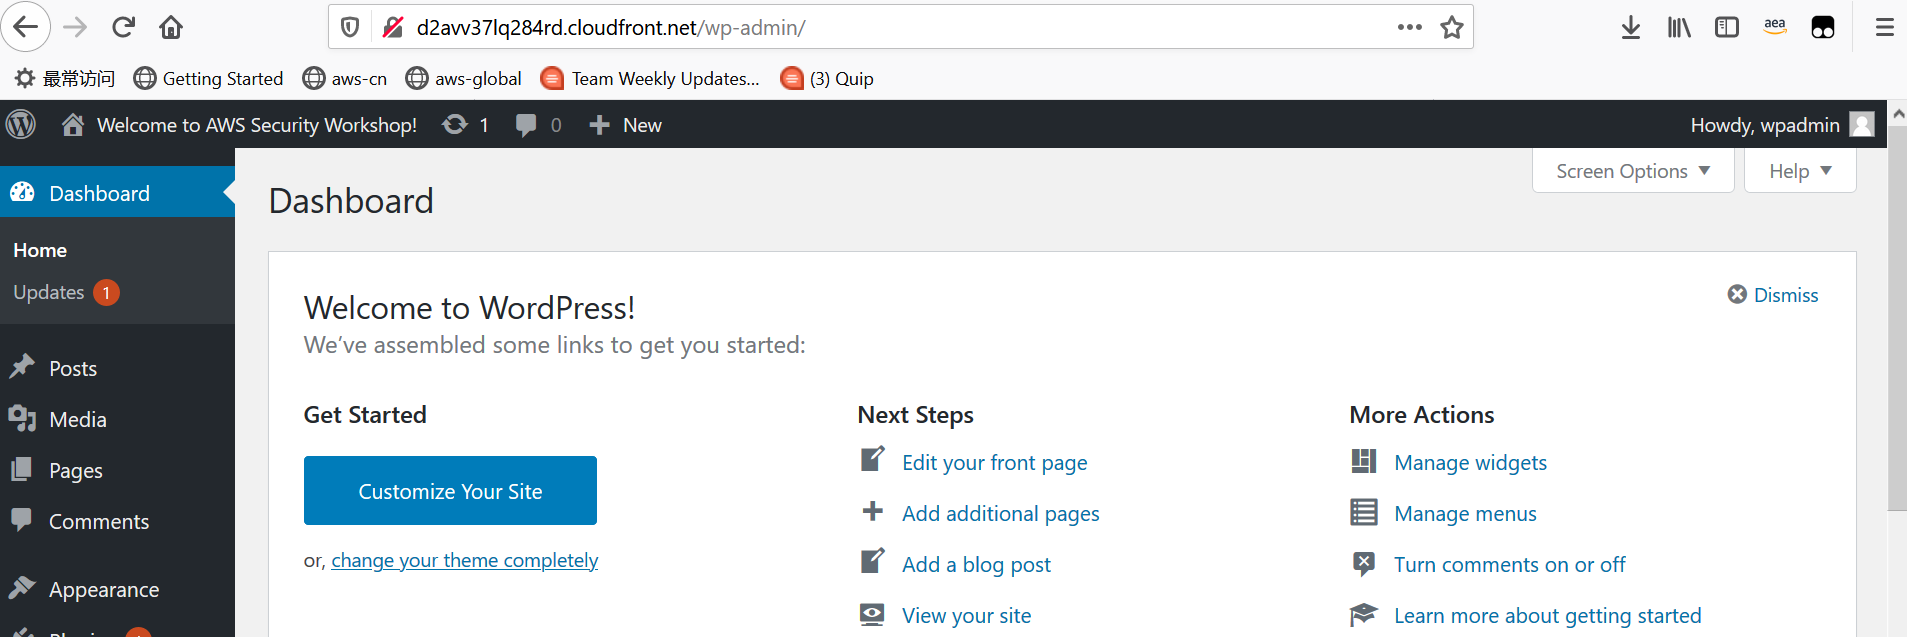 d2avv37lq284rd.cloudfront.net/wp-admin/
aea
最常访问 Getting Started aws-cn aws-global Team Weekly Updates... (3) Quip
Welcome to AWS Security Workshop! 1 0 New Howdy, wpadmin
Screen Options Help
Dashboard
Home
Updates 1
Posts
Media
Pages
Comments
Appearance
Dashboard
Welcome to WordPress!
We've assembled some links to get you started:
Dismiss
Get Started
Customize Your Site
or, change your theme completely
Next Steps
Edit your front page
Add additional pages
Add a blog post
View your site
More Actions
Manage widgets
Manage menus
Turn comments on or off
Learn more about getting started